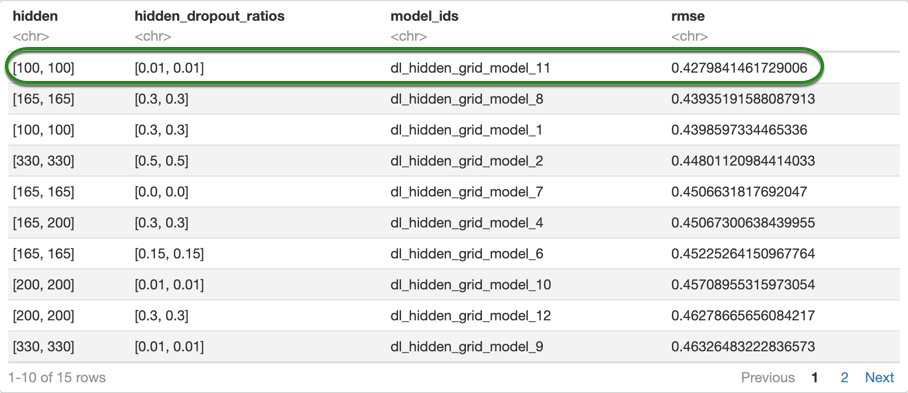 hidden hidden_dropout_ratios model_ids rmse
<chr> <chr> <chr> <chr>
[100, 100] [0.01, 0.01] dl_hidden_grid_model_11 0.4279841461729006
[165, 165] [0.3, 0.3] dl_hidden_grid_model_8 0.43935191588087913
[100, 100] [0.3, 0.3] dl_hidden_grid_model_1 0.4398597334465336
[330, 330] [0.5, 0.5] dl_hidden_grid_model_2 0.44801120984414033
[165, 165] [0.0, 0.0] dl_hidden_grid_model_7 0.4506631817692047
[165, 200] [0.3, 0.3] dl_hidden_grid_model_4 0.45067300638439955
[165, 165] [0.15, 0.15] dl_hidden_grid_model_6 0.45225264150967764
[200, 200] [0.01, 0.01] dl_hidden_grid_model_10 0.45708955315973054
[200, 200] [0.3, 0.3] dl_hidden_grid_model_12 0.46278665656084217
[330, 330] [0.01, 0.01] dl_hidden_grid_model_9 0.46326483222836573
1-10 of 15 rows Previous 1 2 Next